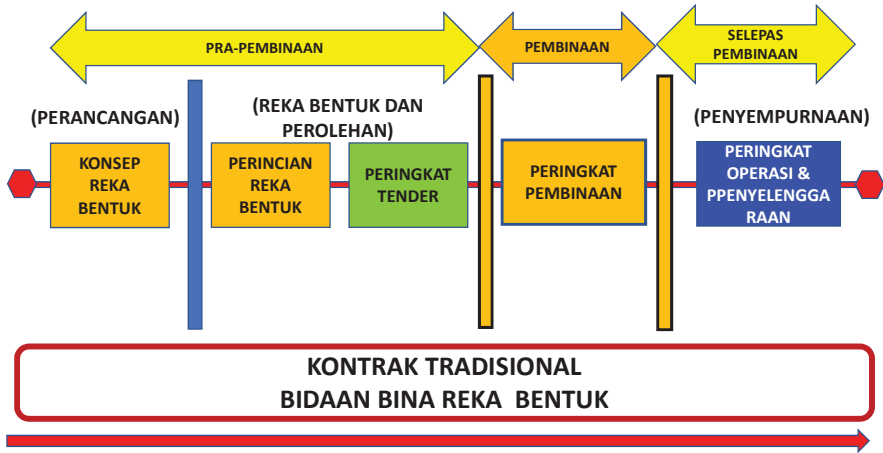 PRA-PEMBINAAN
PEMBINAAN
SELEPAS
PEMBINAAN
(PERANCANGAN)
(REKA BENTUK DAN
PEROLEHAN)
(PENYEMPURNAAN)
KONSEP
REKA
BENTUK
PERINCIAN
REKA
BENTUK
PERINGKAT
TENDER
PERINGKAT
PEMBINAAN
PERINGKAT
OPERASI &
PPENYELENGGA
RAAN
KONTRAK TRADISIONAL
BIDAAN BINA REKA BENTUK